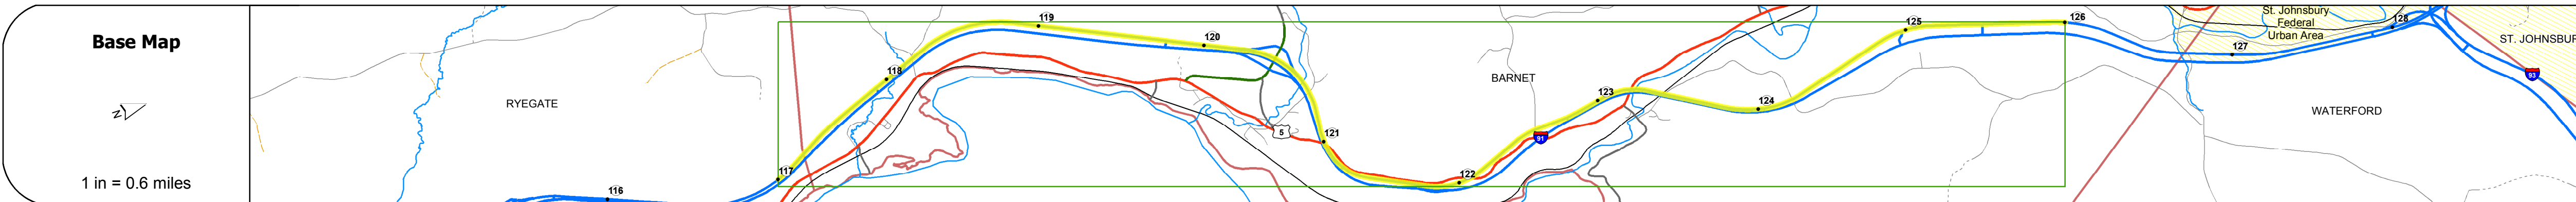 Base Map
N
1 in = 0.6 miles
RYEGATE
116
117
118
119
120
5
121
122
BARNET
91
123
124
125
126
127
St. Johnsbury
Federal
Urban Area
128
WATERFORD
ST. JOHNSBUR
93